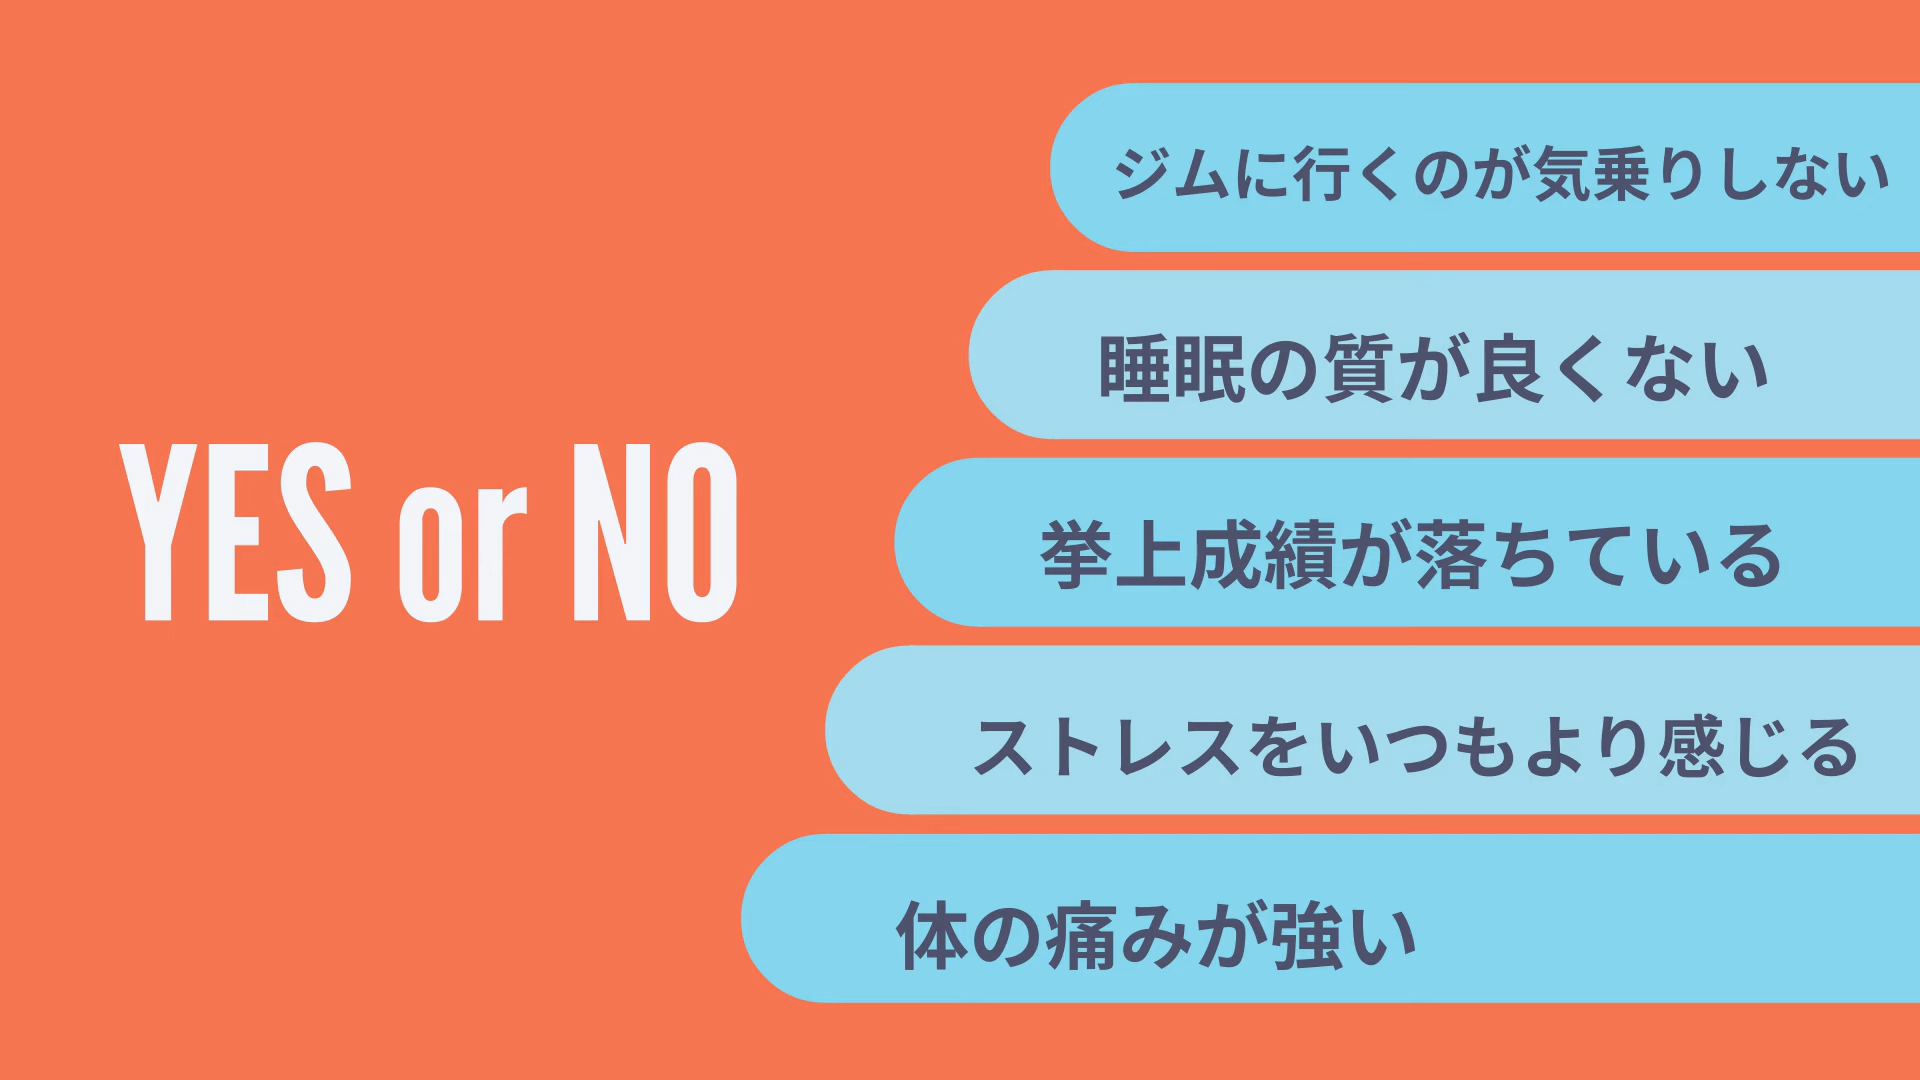 YES or NO
ジムに行くのが気乗りしない
睡眠の質が良くない
挙上成績が落ちている
ストレスをいつもより感じる
体の痛みが強い